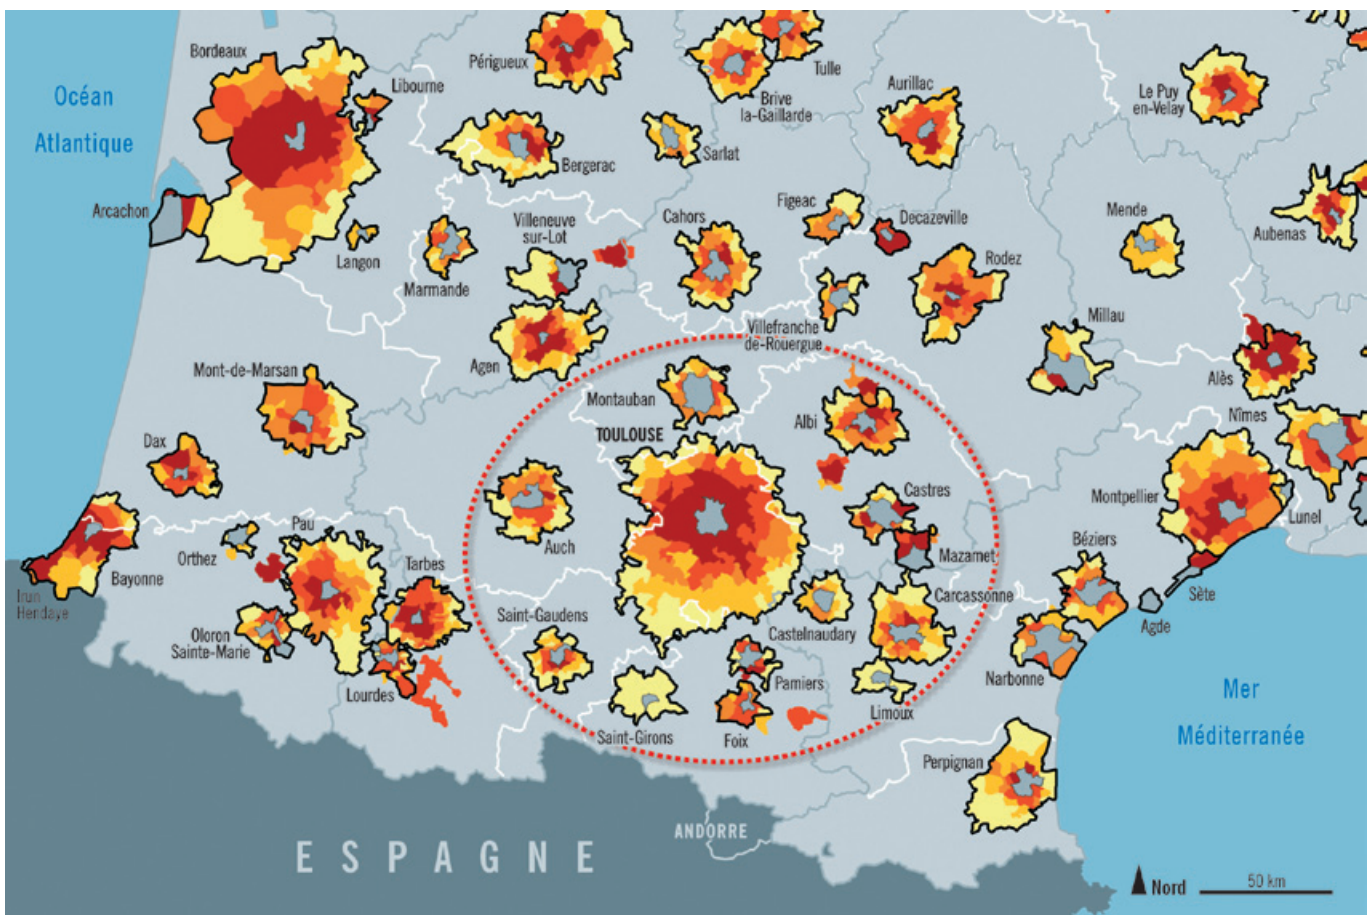 Bordeaux
Libourne
Périgueux
Tulle
Brive
la-Gaillarde
Aurillac
Le Puy
en-Velay
Océan
Atlantique
Bergerac
Sarlat
Arcachon
Langon
Marmande
Villeneuve
sur-Lot
Cahors
Figeac
Decazeville
Rodez
Mende
Aubenas
Villefranche
de-Rouergue
Millau
Agen
Alès
Mont-de-Marsan
Montauban
Albi
Nîmes
TOULOUSE
Dax
Castres
Montpellier
Lunel
Auch
Mazamet
Béziers
Orthez
Pau
Tarbes
Bayonne
Irun
Hendaye
Sète
Agde
Carcassonne
Castelnaudary
Saint-Gaudens
Oloron
Sainte-Marie
Lourdes
Pamiers
Limoux
Narbonne
Saint-Girons
Foix
Mer
Méditerranée
Perpignan
ANDORRE
ESPAGNE
Nord
50 km